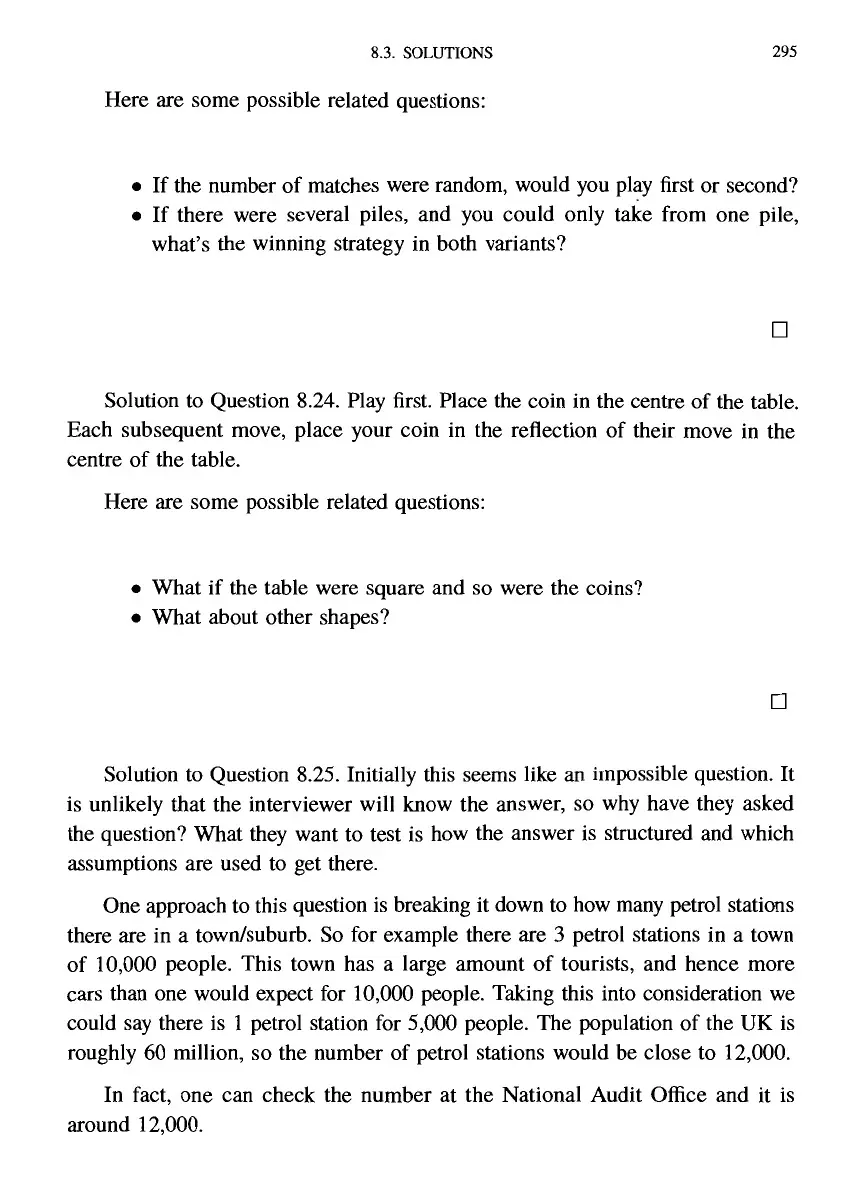 8.3. SOLUTIONS 295
Here are some possible related questions:
• If the number of matches were random, would you play first or second?
• If there were several piles, and you could only take from one pile,
what's the winning strategy in both variants?
□
Solution to Question 8.24. Play first. Place the coin in the centre of the table.
Each subsequent move, place your coin in the reflection of their move in the
centre of the table.
Here are some possible related questions:
• What if the table were square and so were the coins?
• What about other shapes?
□
Solution to Question 8.25. Initially this seems like an impossible question. It
is unlikely that the interviewer will know the answer, so why have they asked
the question? What they want to test is how the answer is structured and which
assumptions are used to get there.
One approach to this question is breaking it down to how many petrol stations
there are in a town/suburb. So for example there are 3 petrol stations in a town
of 10,000 people. This town has a large amount of tourists, and hence more
cars than one would expect for 10,000 people. Taking this into consideration we
could say there is 1 petrol station for 5,000 people. The population of the UK is
roughly 60 million, so the number of petrol stations would be close to 12,000.
In fact, one can check the number at the National Audit Office and it is
around 12,000.